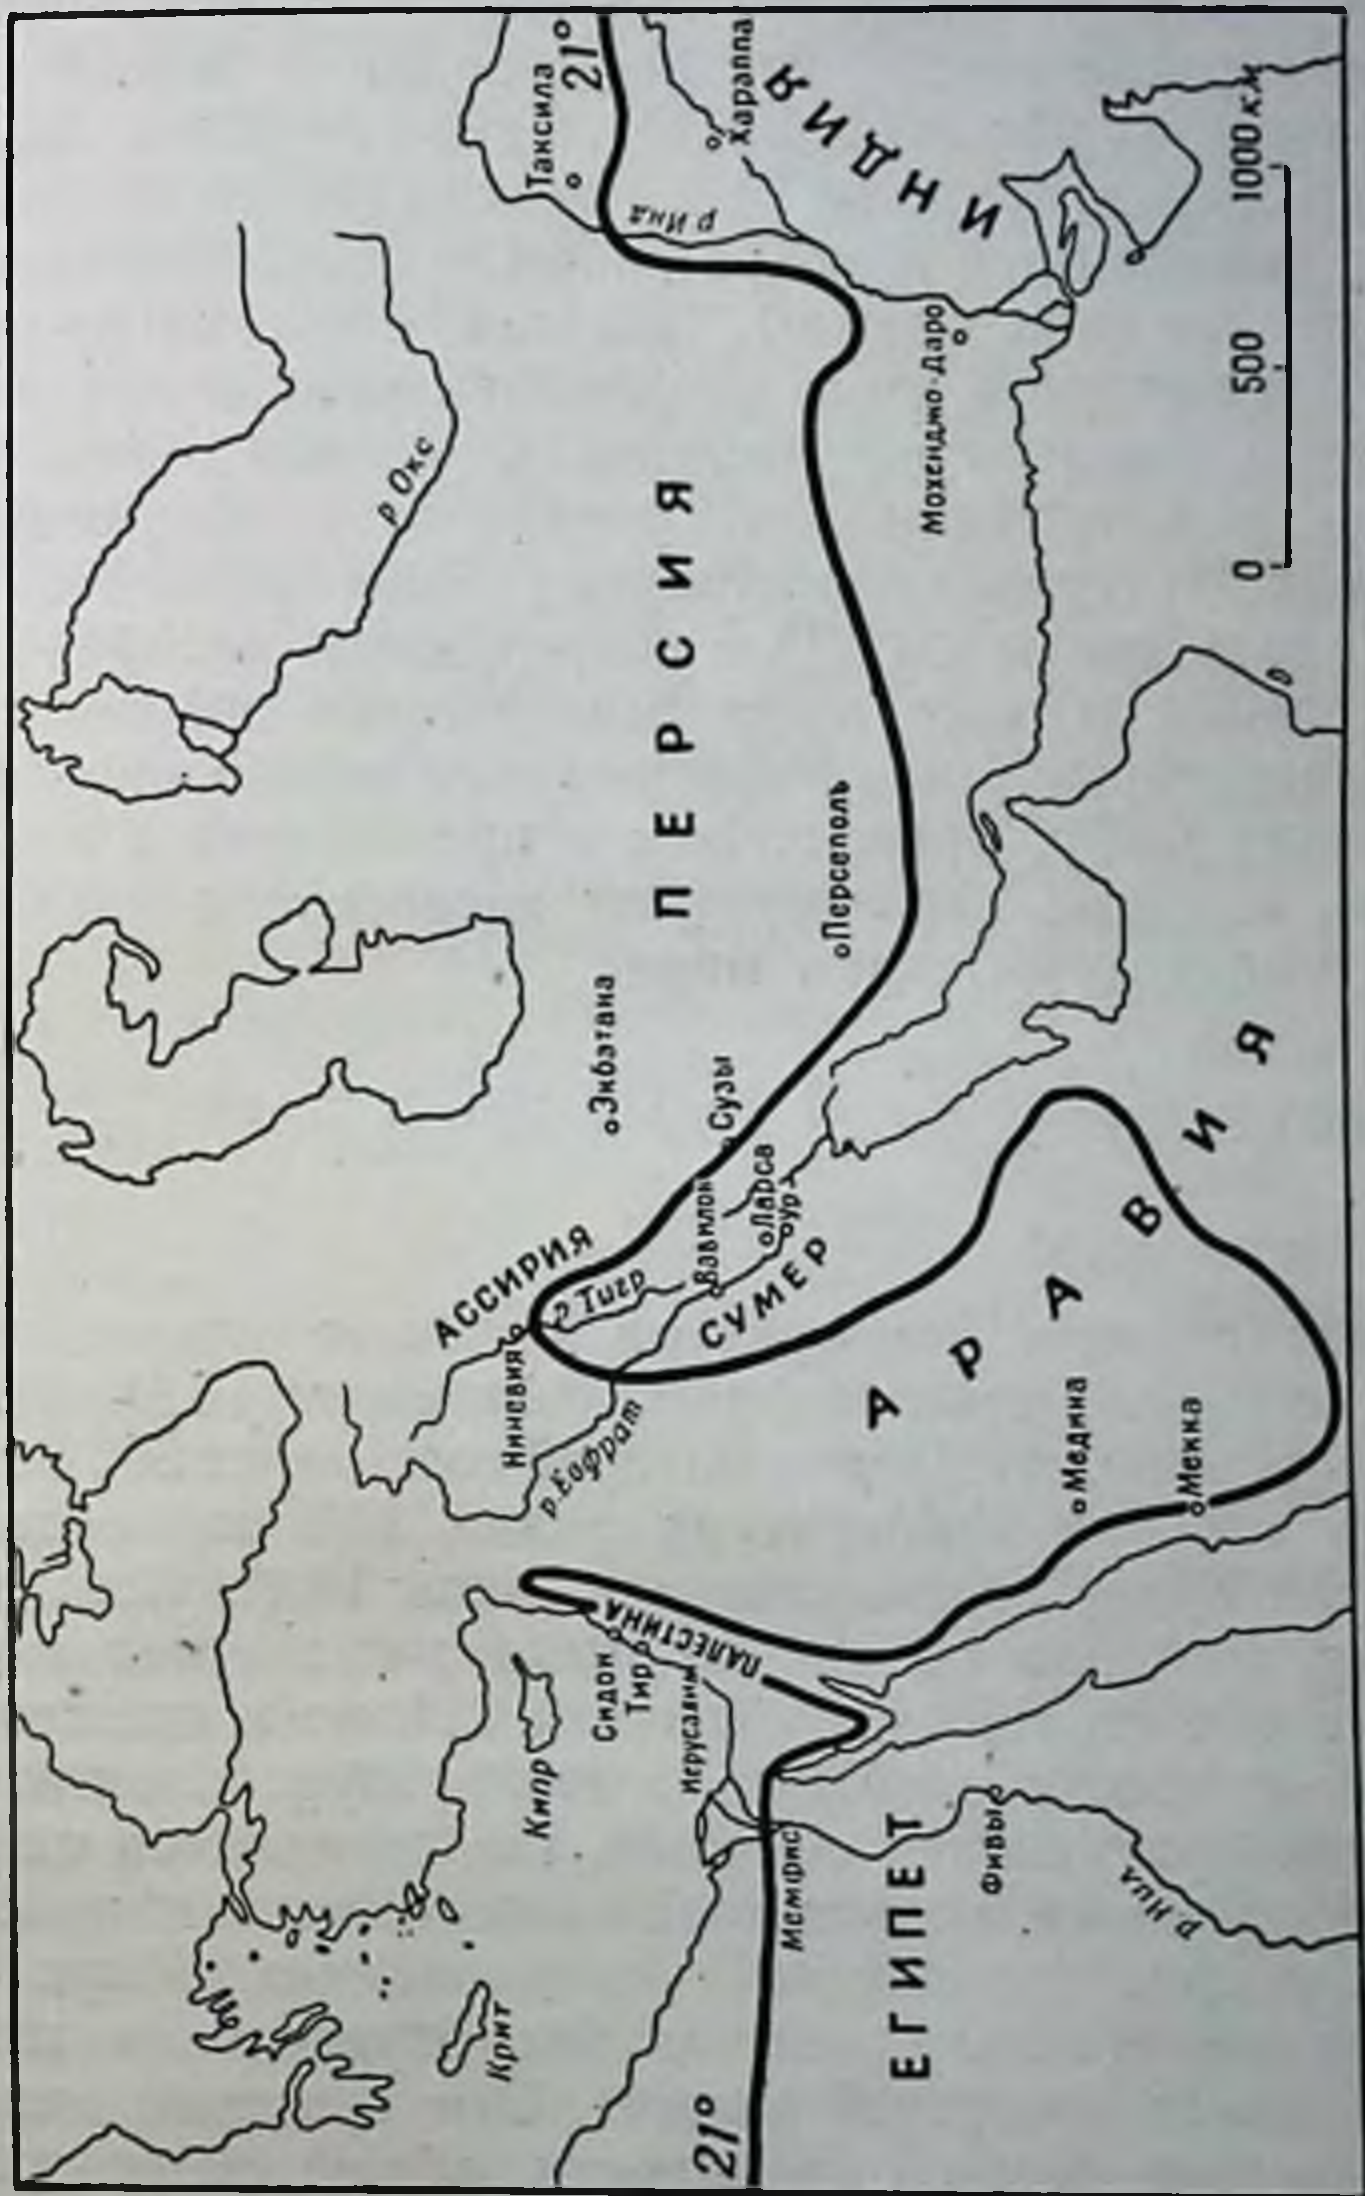 21°
Таксила
Хараппа
р Инд
ИНДИЯ
Мохенджо-Даро
р Окс
ПЕРСИЯ
Персеполь
Экбатана
Сузы
АССИРИЯ
Ниневия
р Тигр
р. Евфрат
Вавилон
Ларса
Ур
СУМЕР
АРАВИЯ
Медина
Мекка
ПАЛЕСТИНА
Сидон
Тир
Иерусалим
Кипр
Крит
Мемфис
ЕГИПЕТ
Фивы
р. Нил
21°
0 500 1000 км